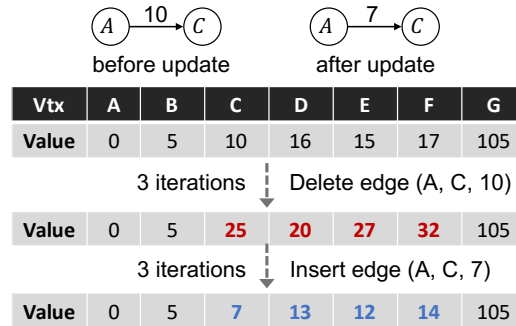 A 10 C A 7 C
before update after update
Vtx A B C D E F G
Value 0 5 10 16 15 17 105
3 iterations Delete edge (A, C, 10)
Value 0 5 25 20 27 32 105
3 iterations Insert edge (A, C, 7)
Value 0 5 7 13 12 14 105